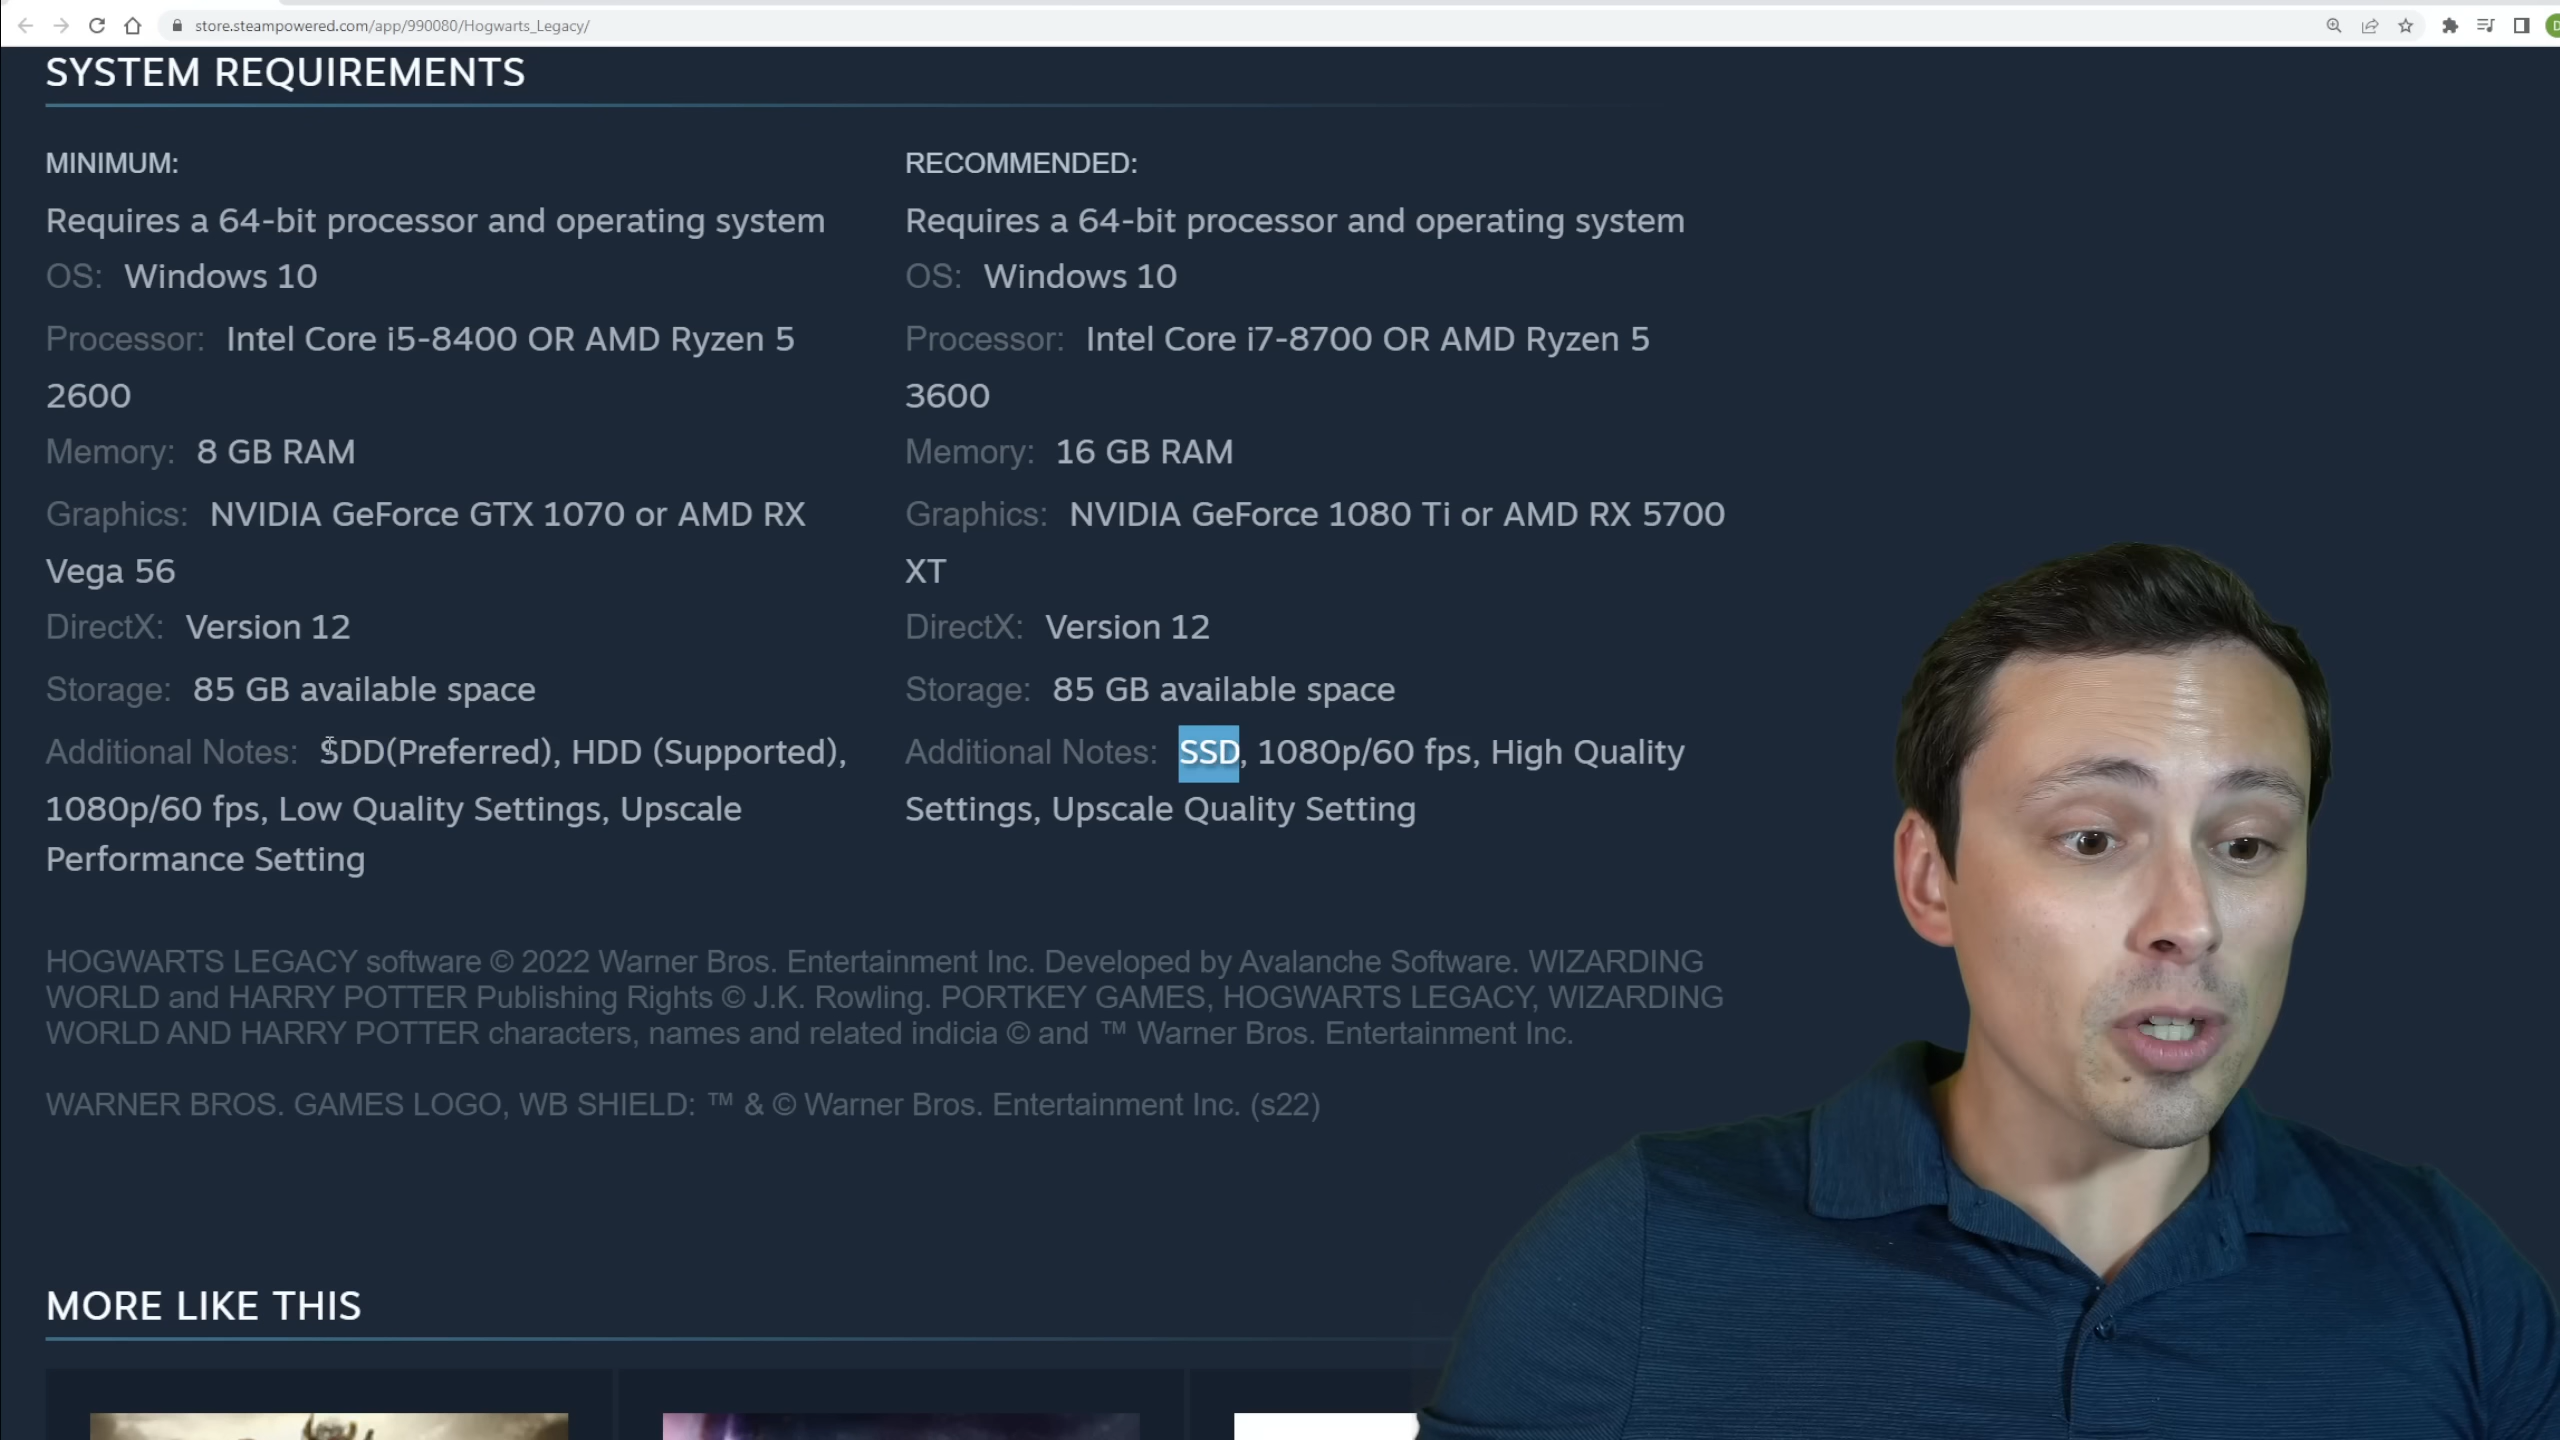 store.steampowered.com/app/990080/Hogwarts_Legacy/
SYSTEM REQUIREMENTS
MINIMUM:
Requires a 64-bit processor and operating system
OS: Windows 10
Processor: Intel Core i5-8400 OR AMD Ryzen 5
2600
Memory: 8 GB RAM
Graphics: NVIDIA GeForce GTX 1070 or AMD RX
Vega 56
DirectX: Version 12
Storage: 85 GB available space
Additional Notes: SDD(Preferred), HDD (Supported),
1080p/60 fps, Low Quality Settings, Upscale
Performance Setting
RECOMMENDED:
Requires a 64-bit processor and operating system
OS: Windows 10
Processor: Intel Core i7-8700 OR AMD Ryzen 5
3600
Memory: 16 GB RAM
Graphics: NVIDIA GeForce 1080 Ti or AMD RX 5700
XT
DirectX: Version 12
Storage: 85 GB available space
Additional Notes: SSD, 1080p/60 fps, High Quality
Settings, Upscale Quality Setting
HOGWARTS LEGACY software © 2022 Warner Bros. Entertainment Inc. Developed by Avalanche Software. WIZARDING
WORLD and HARRY POTTER Publishing Rights © J.K. Rowling. PORTKEY GAMES, HOGWARTS LEGACY, WIZARDING
WORLD AND HARRY POTTER characters, names and related indicia © and ™ Warner Bros. Entertainment Inc.
WARNER BROS. GAMES LOGO, WB SHIELD: ™ & © Warner Bros. Entertainment Inc. (s22)
MORE LIKE THIS